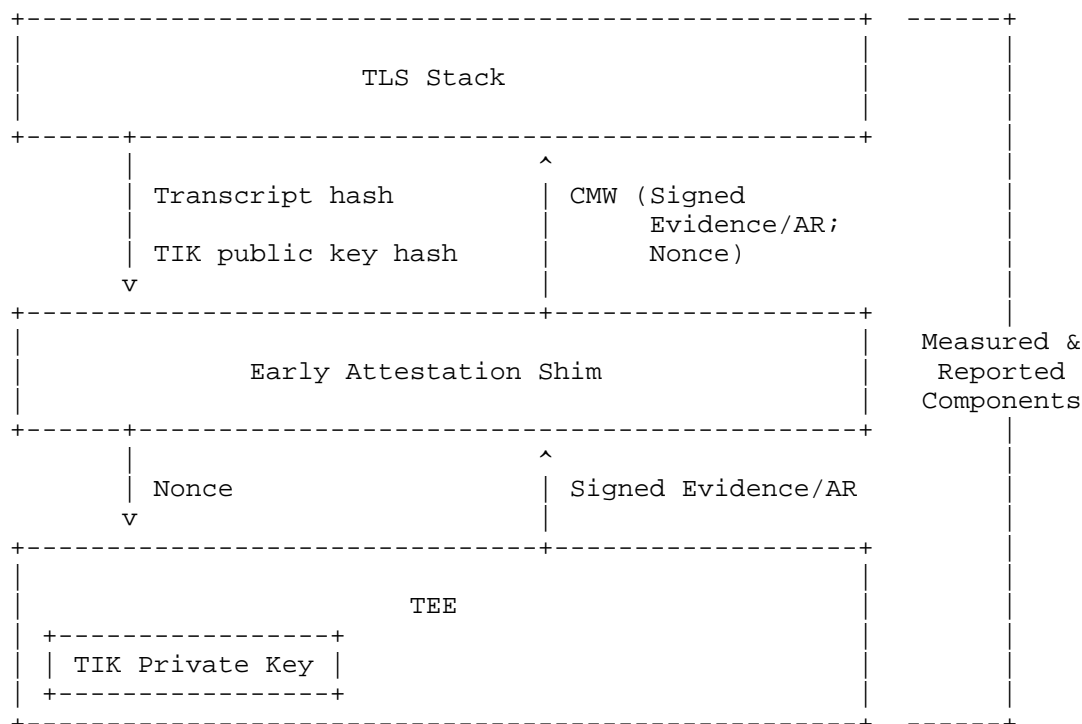 TLS Stack
Transcript hash
CMW (Signed
Evidence/AR;
TIK public key hash
Nonce)
Measured &
Early Attestation Shim
Reported
Components
Nonce
Signed Evidence/AR
TEE
TIK Private Key